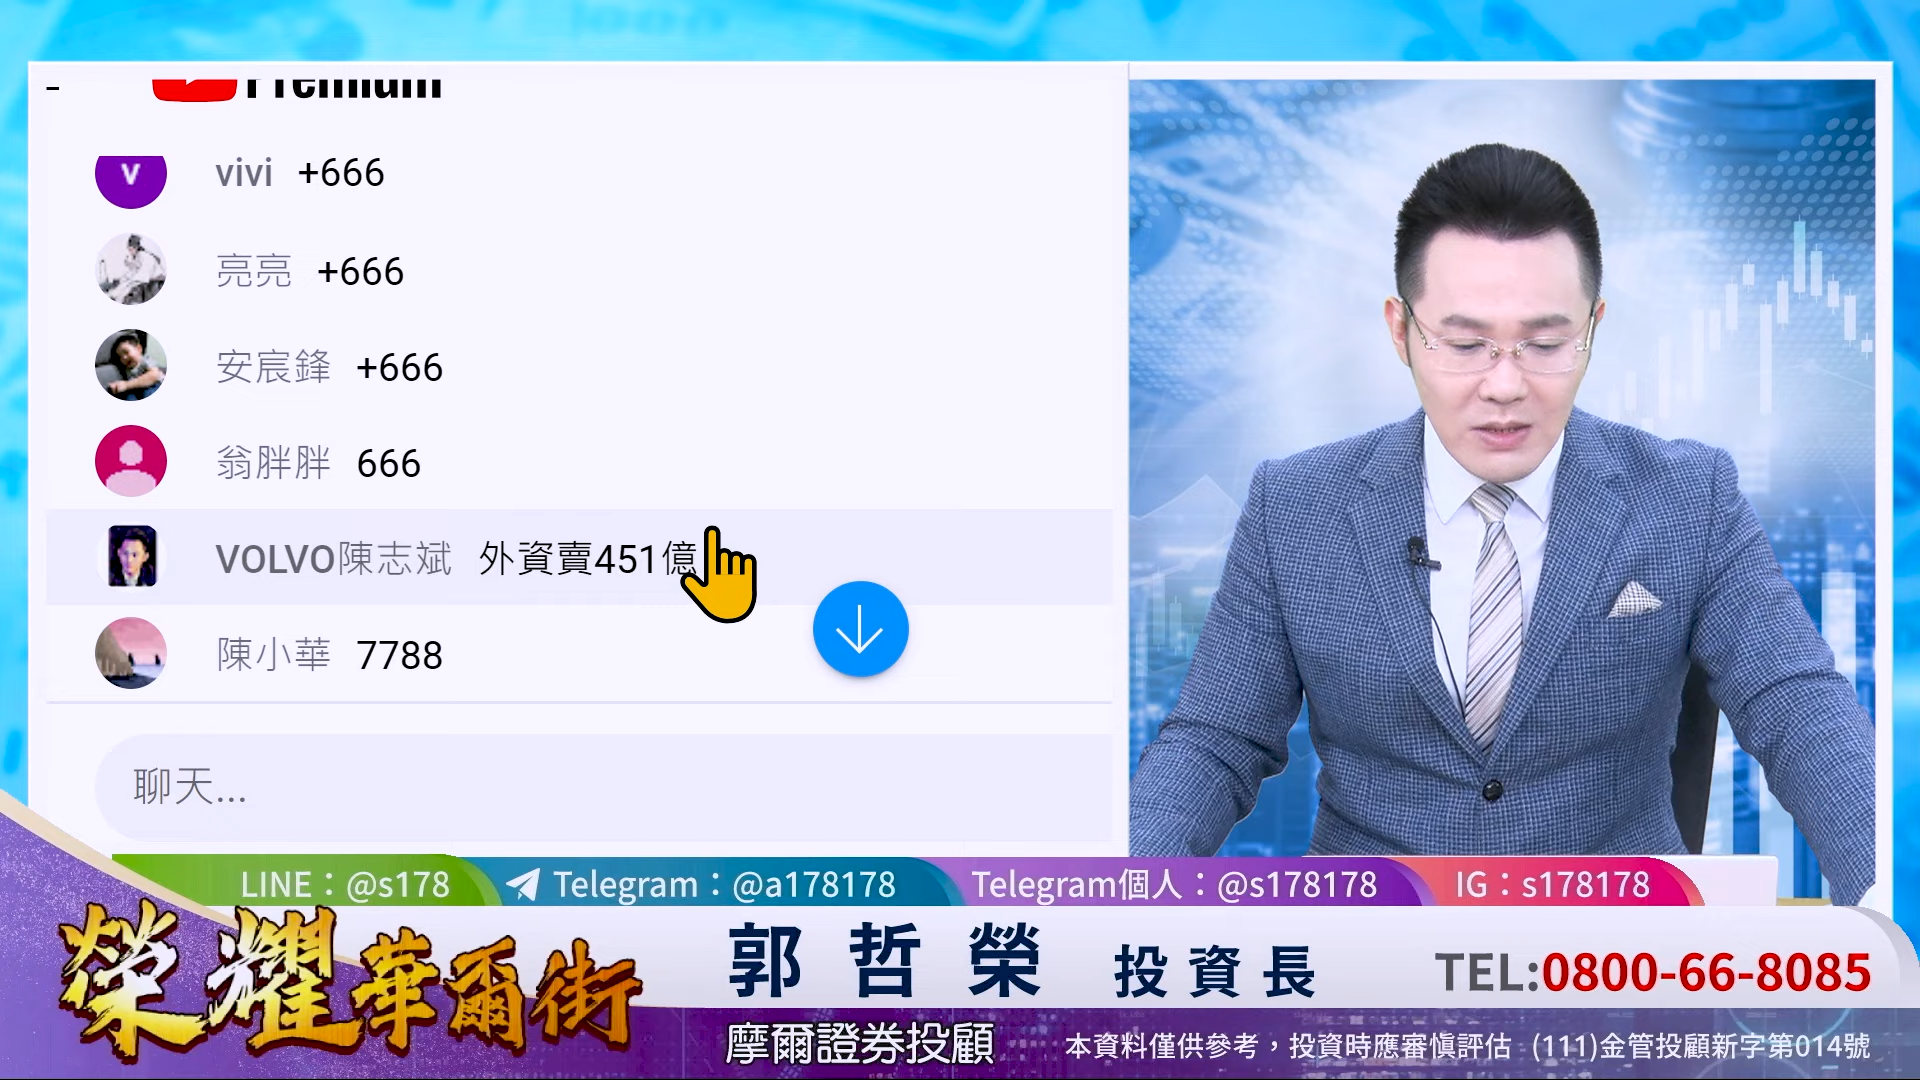 Premium
V
vivi +666
亮亮 +666
安宸鋒 +666
翁胖胖 666
VOLVO陳志斌 外資賣451億
陳小華 7788
聊天...
LINE：@s178 Telegram：@a178178 Telegram個人：@s178178 IG：s178178
榮耀華爾街
郭哲榮 投資長
TEL:0800-66-8085
摩爾證券投顧
本資料僅供參考，投資時應審慎評估 (111)金管投顧新字第014號